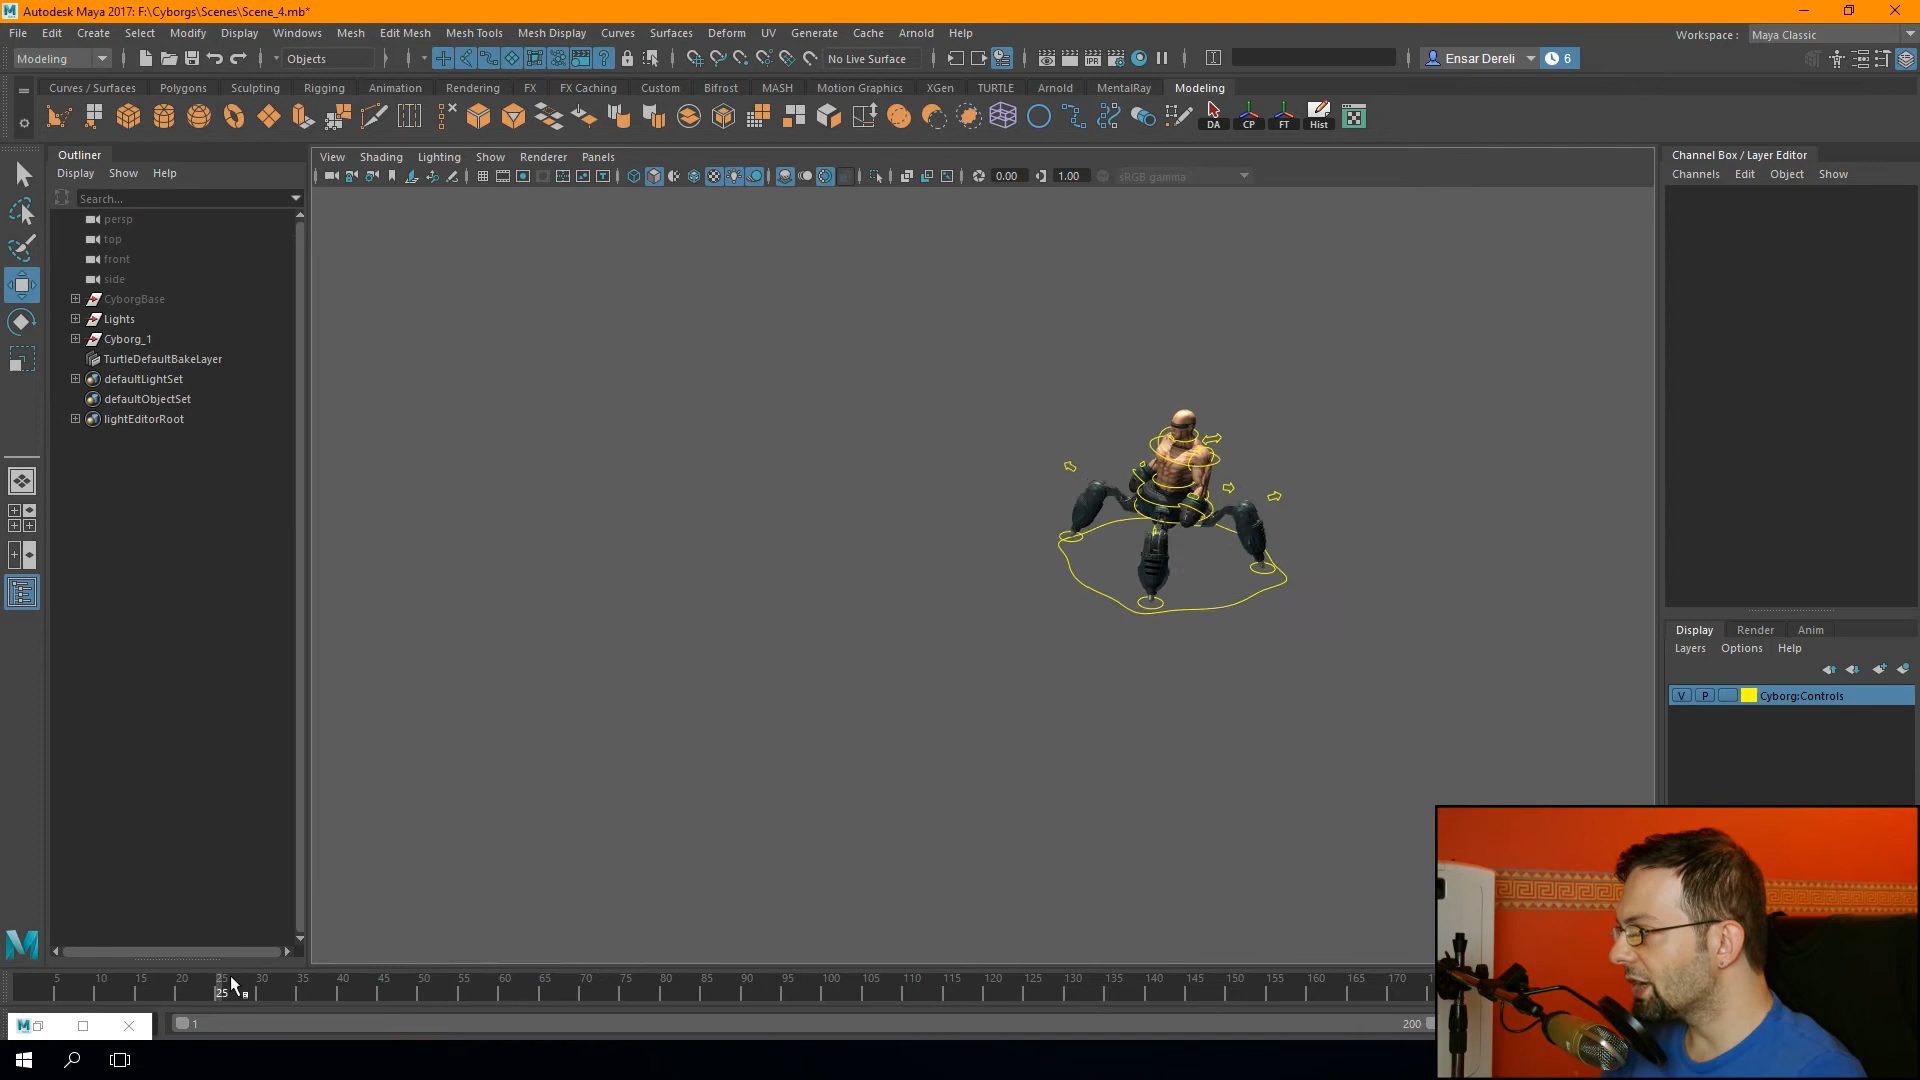 Autodesk Maya 2017: F:\Cyborgs\Scenes\Scene_4.mb*
File Edit Create Select Modify Display Windows Mesh Edit Mesh Mesh Tools Mesh Display Curves Surfaces Deform UV Generate Cache Arnold Help
Workspace : Maya Classic
Modeling Objects No Live Surface Ensar Dereli 6
Curves / Surfaces Polygons Sculpting Rigging Animation Rendering FX FX Caching Custom Bifrost MASH Motion Graphics XGen TURTLE Arnold MentalRay Modeling
DA CP FT Hist
Outliner
Display Show Help
Search...
persp
top
front
side
CyborgBase
Lights
Cyborg_1
TurtleDefaultBakeLayer
defaultLightSet
defaultObjectSet
lightEditorRoot
View Shading Lighting Show Renderer Panels
0.00 1.00 sRGB gamma
Channel Box / Layer Editor
Channels Edit Object Show
Display Render Anim
Layers Options Help
V P Cyborg:Controls
5 10 15 20 25 30 35 40 45 50 55 60 65 70 75 80 85 90 95 100 105 110 115 120 125 130 135 140 145 150 155 160 165 170
25
1 200